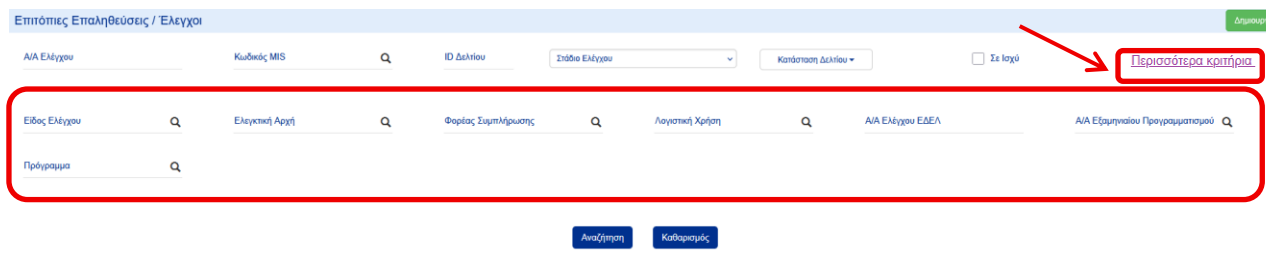 Επιτόπιες Επαληθεύσεις / Έλεγχοι
Α/Α Ελέγχου Κωδικός MIS ID Δελτίου Στάδιο Ελέγχου Κατάσταση Δελτίου Σε Ισχύ Περισσότερα κριτήρια
Είδος Ελέγχου Ελεγκτική Αρχή Φορέας Συμπλήρωσης Λογιστική Χρήση Α/Α Ελέγχου ΕΔΕΛ Α/Α Εξαμηνιαίου Προγραμματισμού
Πρόγραμμα
Αναζήτηση Καθαρισμός